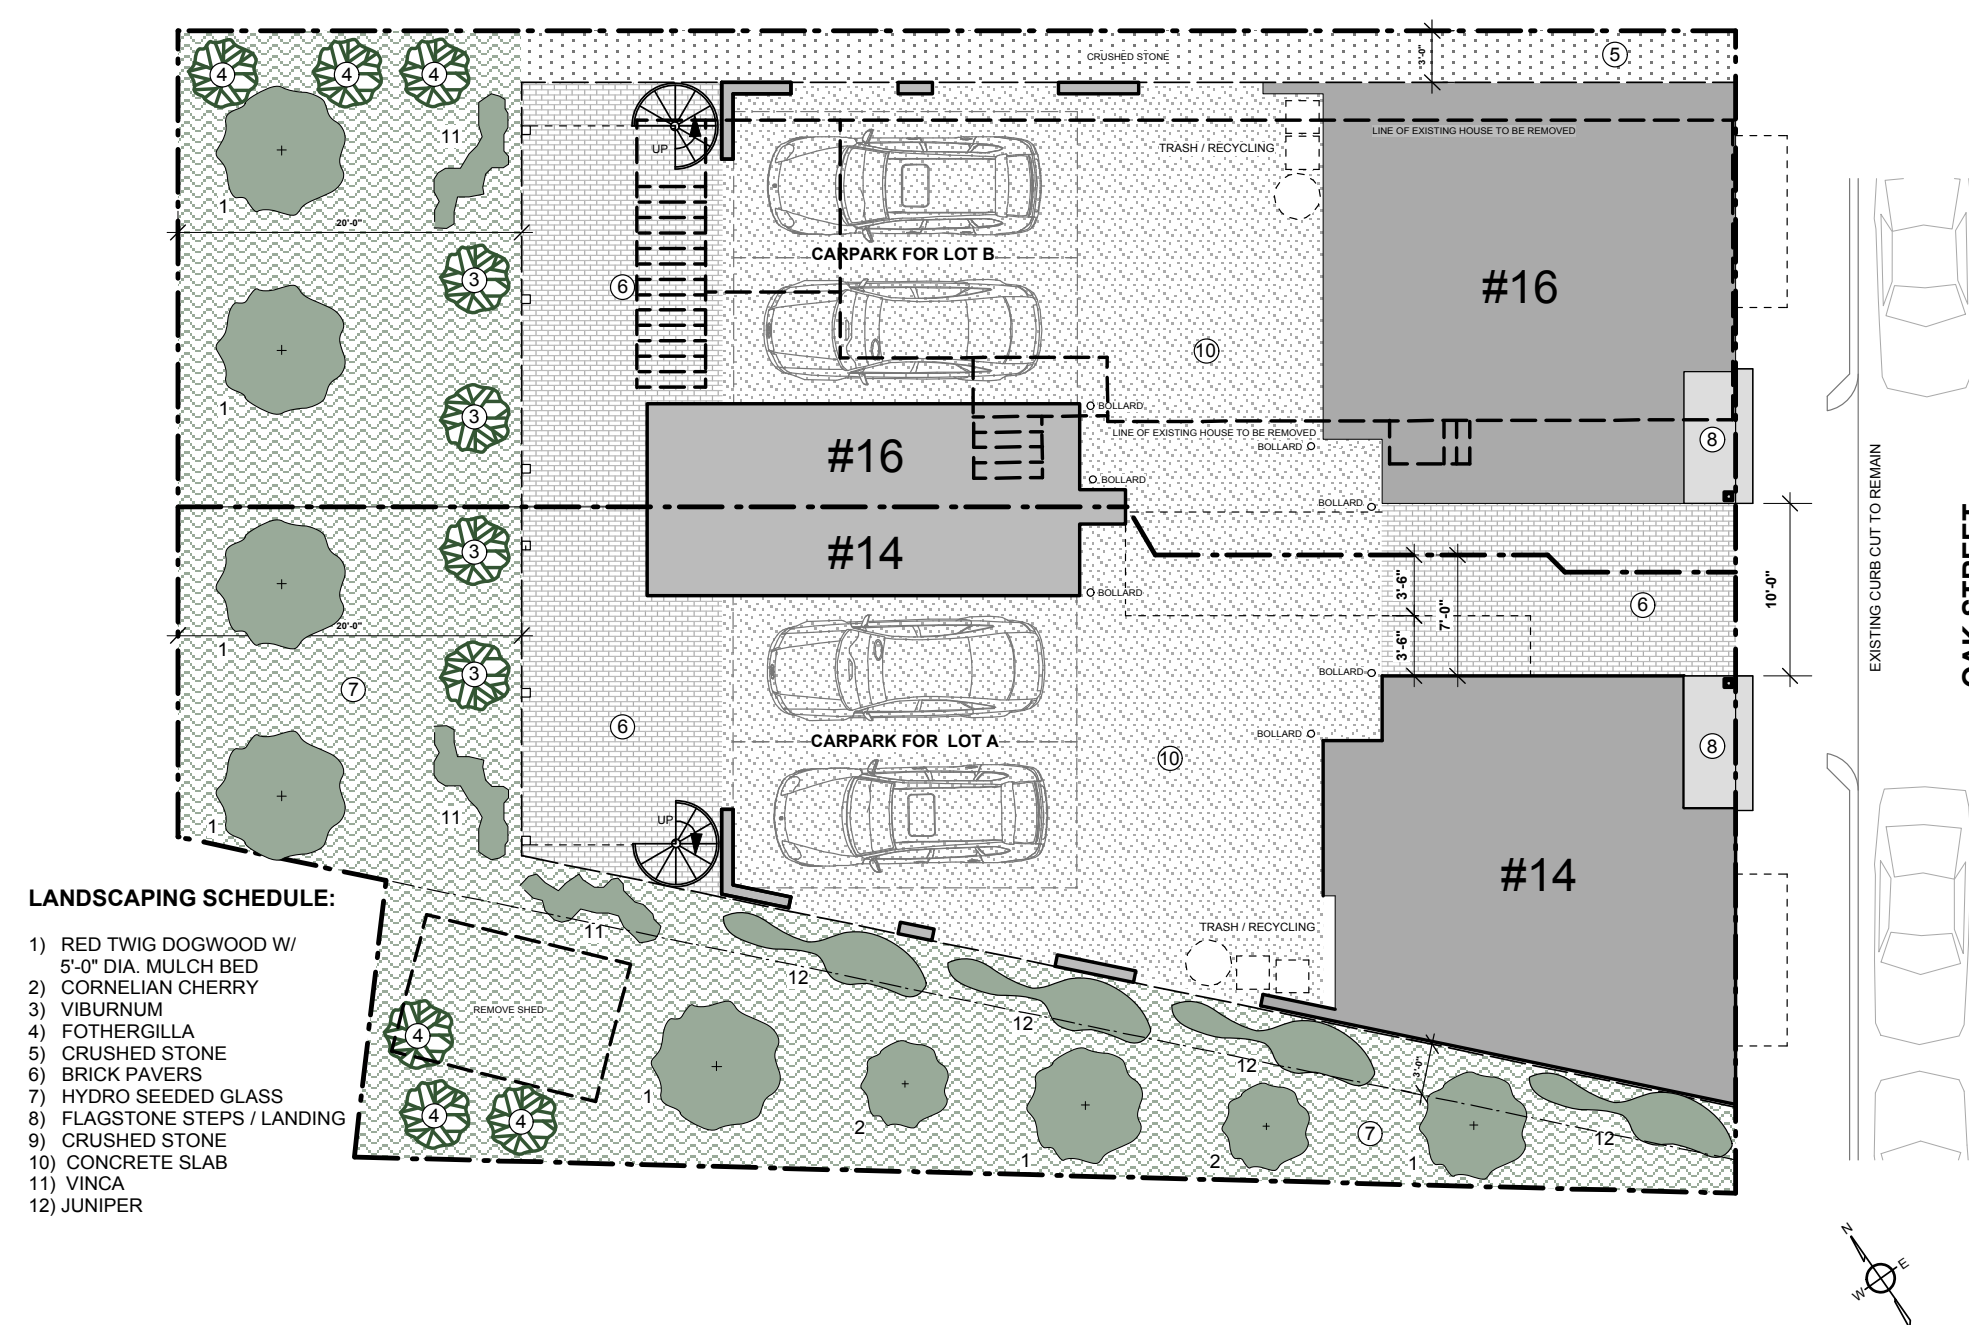 4
4
4
CRUSHED STONE
3'-0"
5
11
UP
LINE OF EXISTING HOUSE TO BE REMOVED
TRASH / RECYCLING
1
20'-0"
CARPARK FOR LOT B
3
6
#16
10
1
3
BOLLARD
LINE OF EXISTING HOUSE TO BE REMOVED
BOLLARD
8
#16
BOLLARD
BOLLARD
EXISTING CURB CUT TO REMAIN
OAK STREET
3
#14
3'-6"
7'-0"
3'-6"
10'-0"
6
BOLLARD
1
20'-0"
3
7
BOLLARD
6
CARPARK FOR LOT A
BOLLARD
10
8
11
1
UP
#14
LANDSCAPING SCHEDULE:
1) RED TWIG DOGWOOD W/
5'-0" DIA. MULCH BED
2) CORNELIAN CHERRY
3) VIBURNUM
4) FOTHERGILLA
5) CRUSHED STONE
6) BRICK PAVERS
7) HYDRO SEEDED GLASS
8) FLAGSTONE STEPS / LANDING
9) CRUSHED STONE
10) CONCRETE SLAB
11) VINCA
12) JUNIPER
11
TRASH / RECYCLING
12
REMOVE SHED
12
4
12
3'-0"
1
4
4
2
1
2
7
1
12
N
E
W